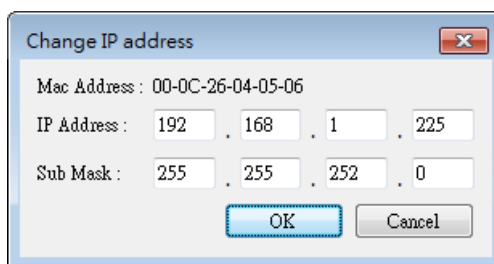 Change IP address
Mac Address : 00-0C-26-04-05-06
IP Address : 192 . 168 . 1 . 225
Sub Mask : 255 . 255 . 252 . 0
OK Cancel